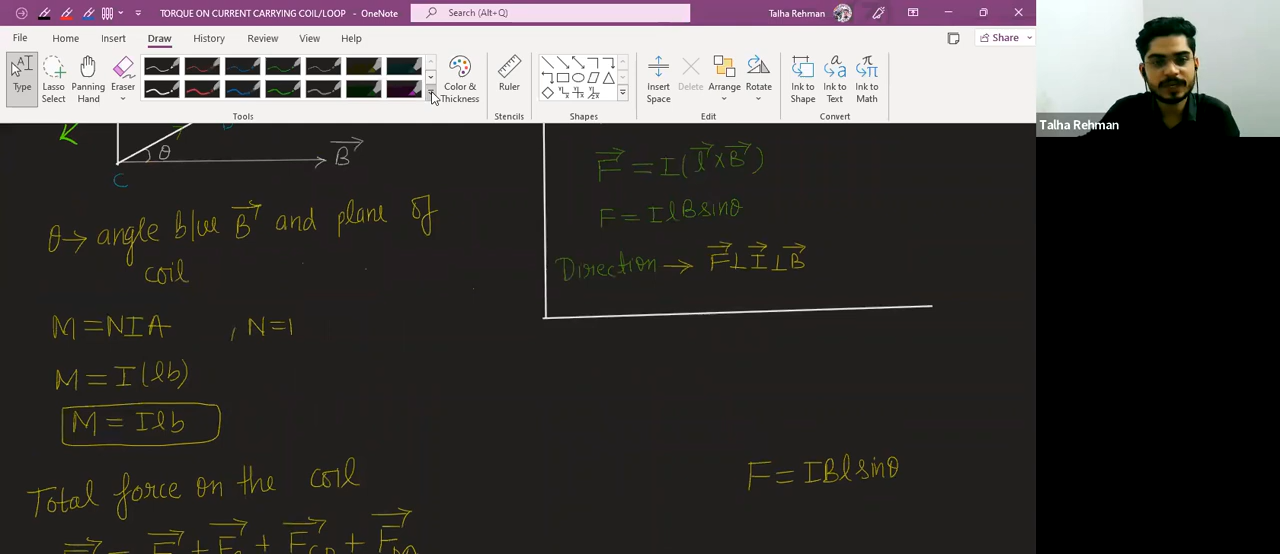 TORQUE ON CURRENT CARRYING COIL/LOOP - OneNote
Search (Alt+Q)
Talha Rehman
File Home Insert Draw History Review View Help
Share
Type
Lasso Select
Panning Hand
Eraser
Color & Thickness
Ruler
Insert Space
Delete
Arrange
Rotate
Ink to Shape
Ink to Text
Ink to Math
Tools
Stencils
Shapes
Edit
Convert
Talha Rehman
θ
B⃗
C
θ → angle b/w B⃗ and plane of
coil
M = NIA , N=1
M = I(lb)
M = Ilb
Total force on the coil
F⃗ = I(l⃗ × B⃗)
F = IlBsinθ
Direction → F⃗ ⊥ I⃗ ⊥ B⃗
F = IBlsinθ